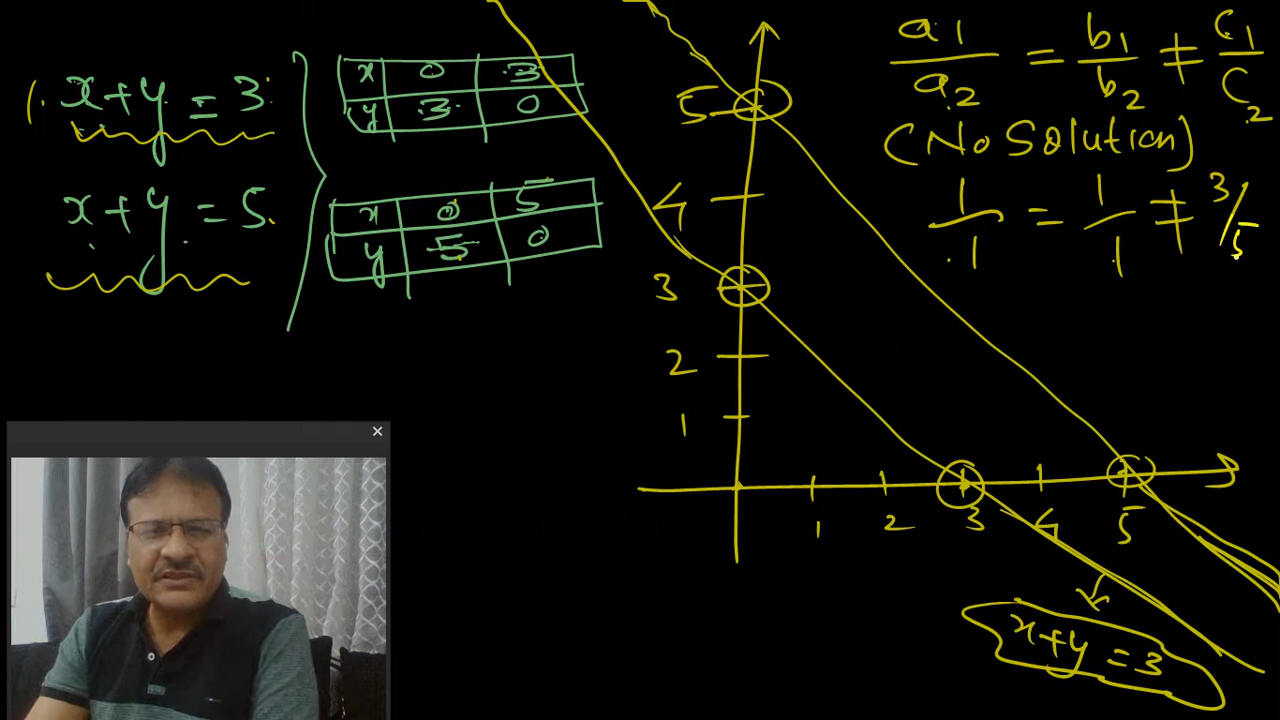 1. x+y=3
x+y=5
x 0 3
y 3 0
x 0 5
y 5 0
5
4
3
2
1
1 2 3 4 5
x+y=3
a1/a2 = b1/b2 ≠ c1/c2
(No Solution)
1/1 = 1/1 ≠ 3/5